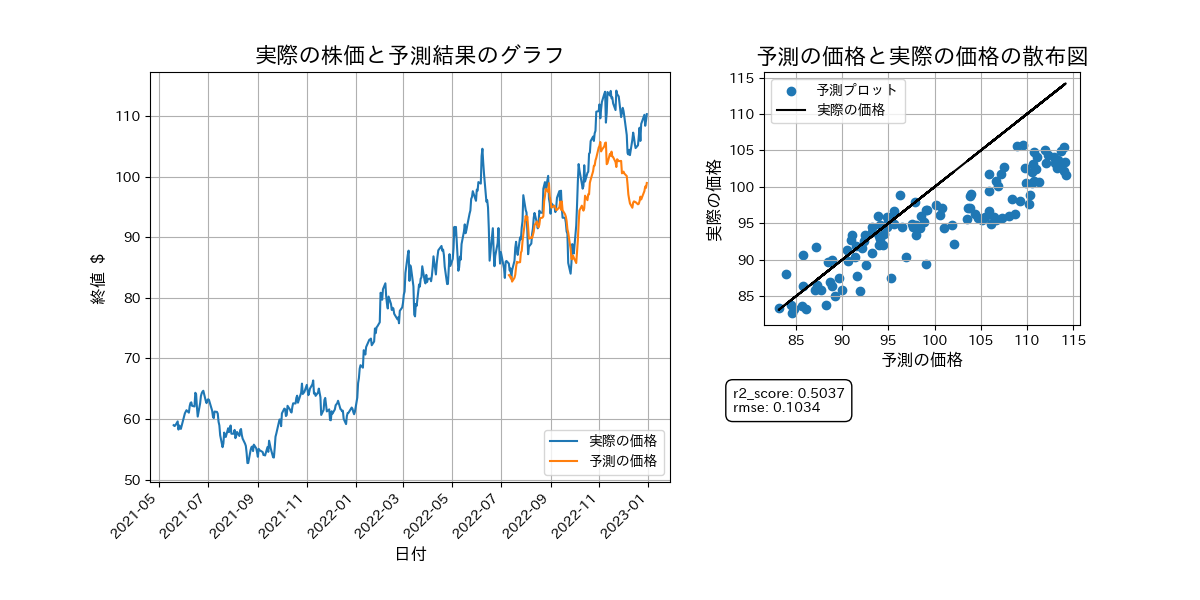 実際の株価と予測結果のグラフ
終値 $
110
100
90
80
70
60
50
2021-05
2021-07
2021-09
2021-11
2022-01
2022-03
2022-05
2022-07
2022-09
2022-11
2023-01
日付
実際の価格
予測の価格
予測の価格と実際の価格の散布図
実際の価格
115
110
105
100
95
90
85
予測プロット
実際の価格
85
90
95
100
105
110
115
予測の価格
r2_score: 0.5037
rmse: 0.1034